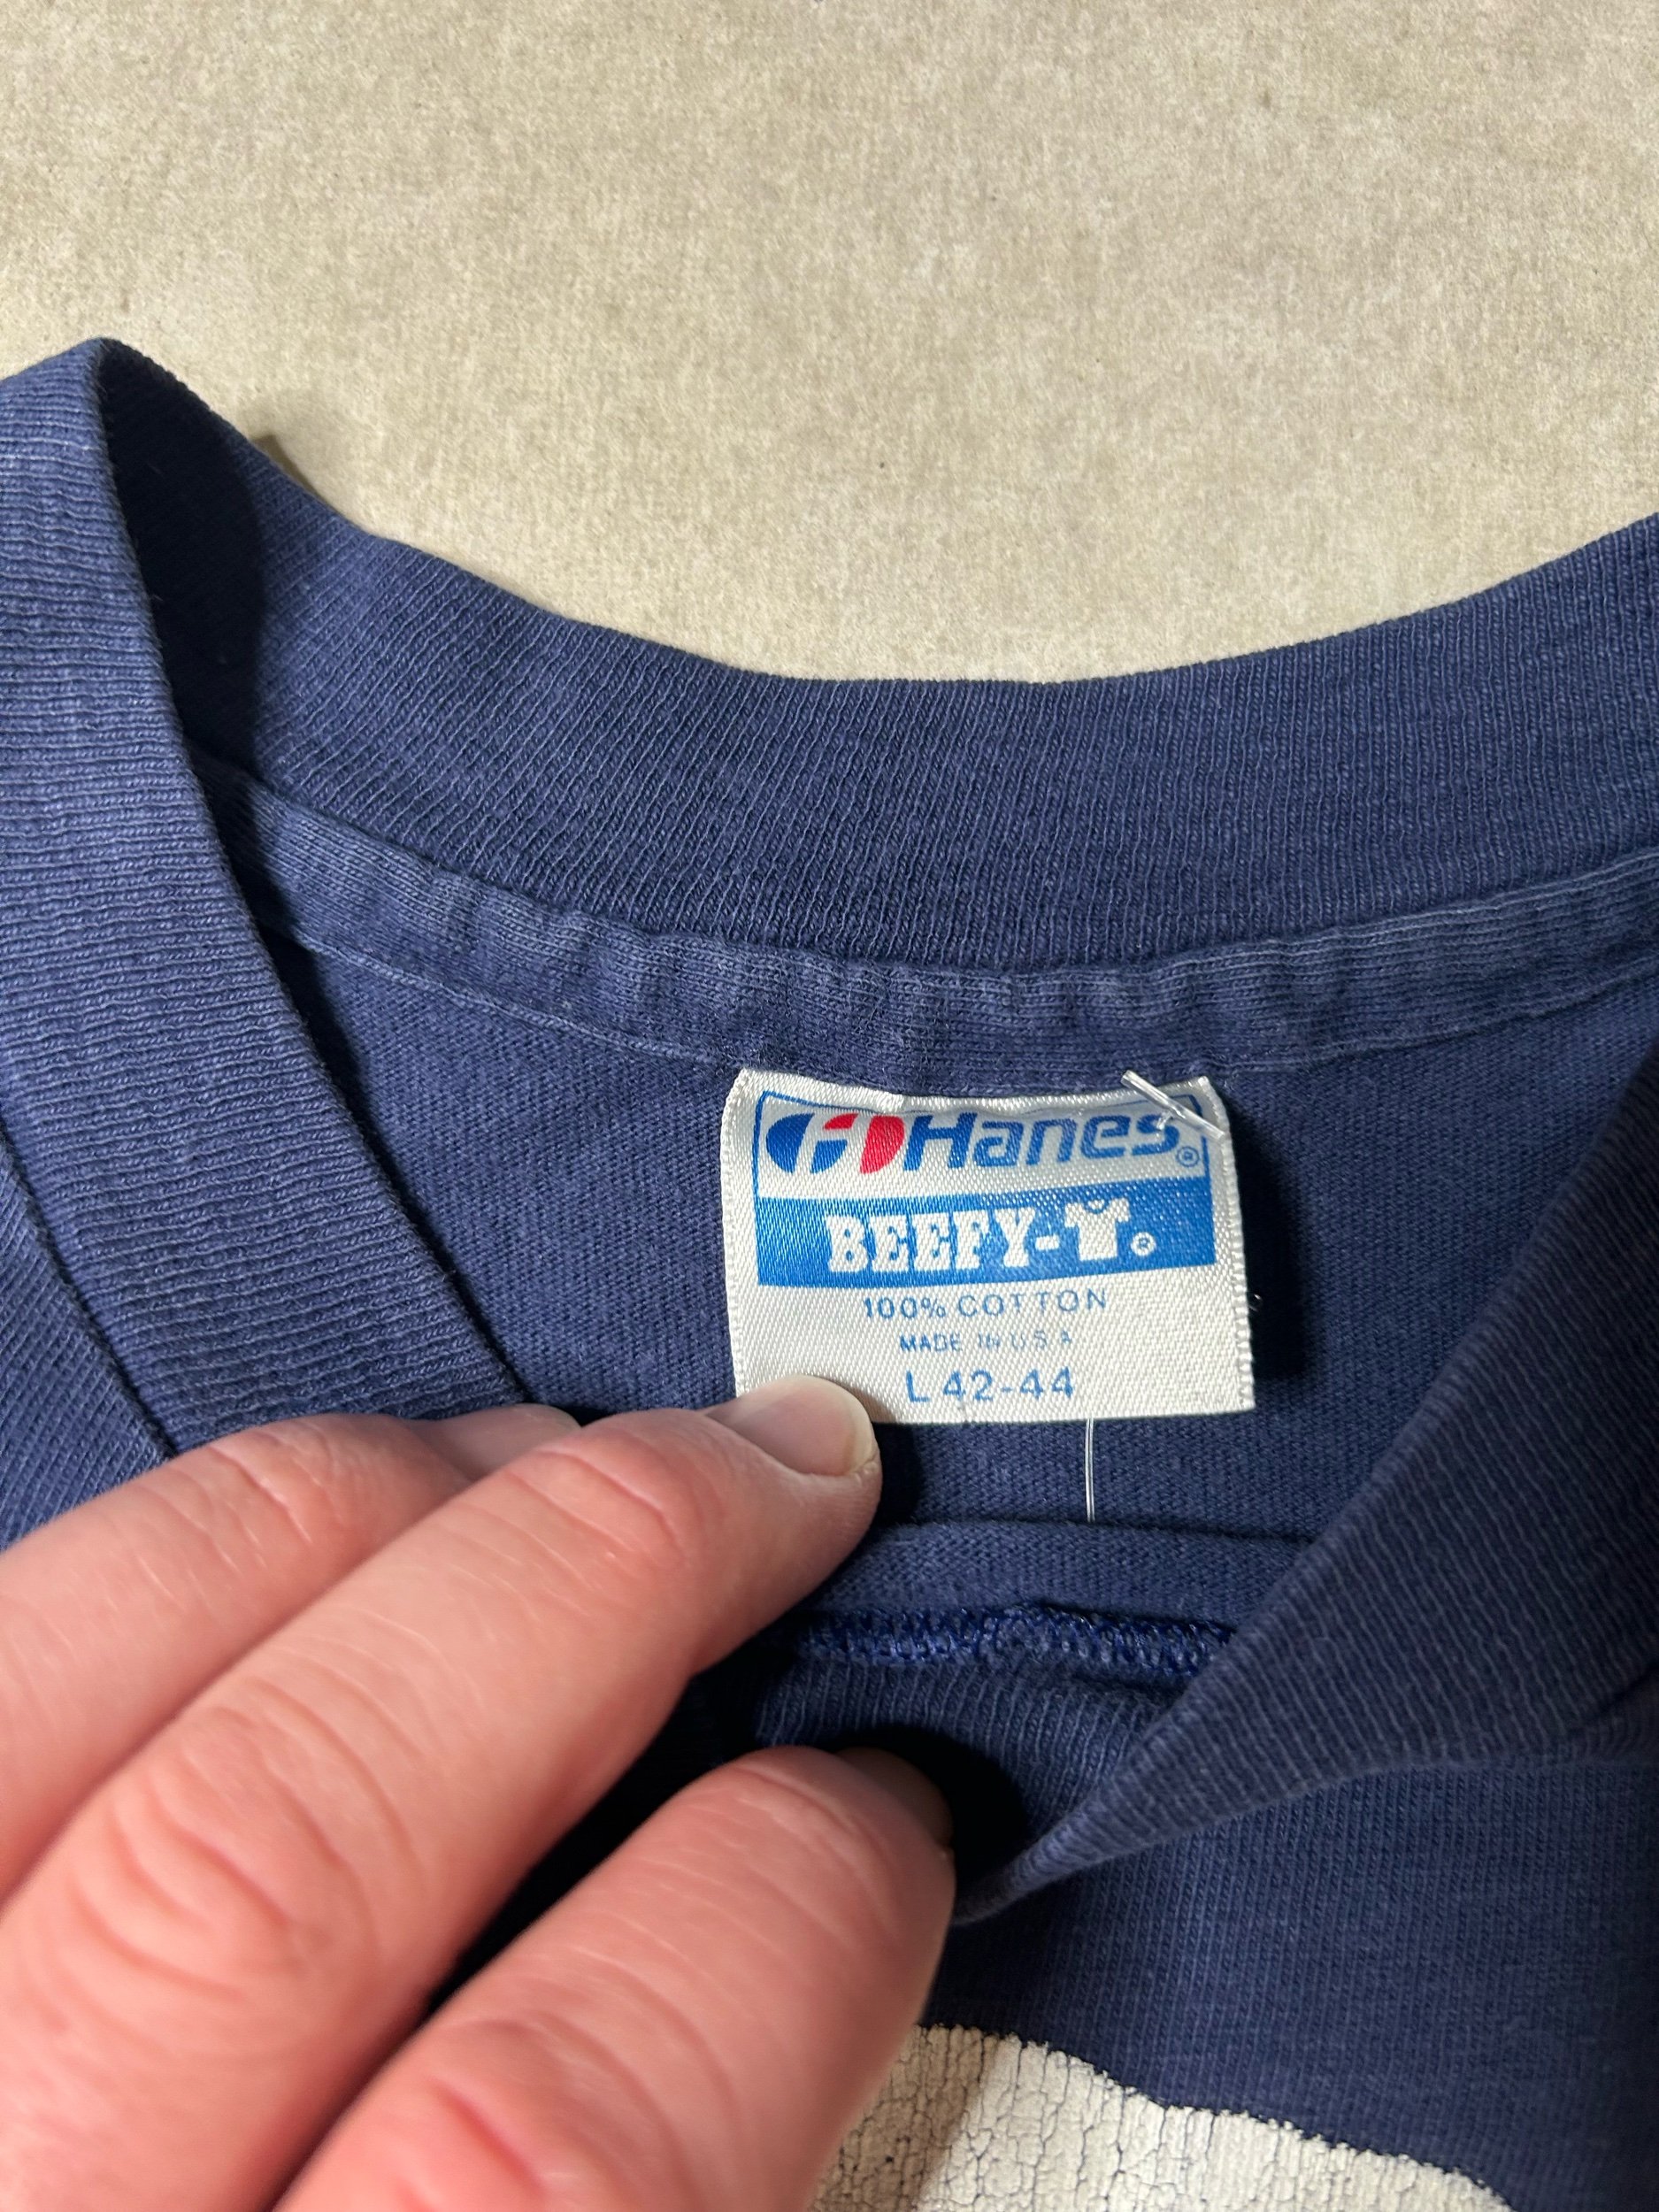 Hanes®
BEEFY-T®
100% COTTON
MADE IN U S A
L 42-44